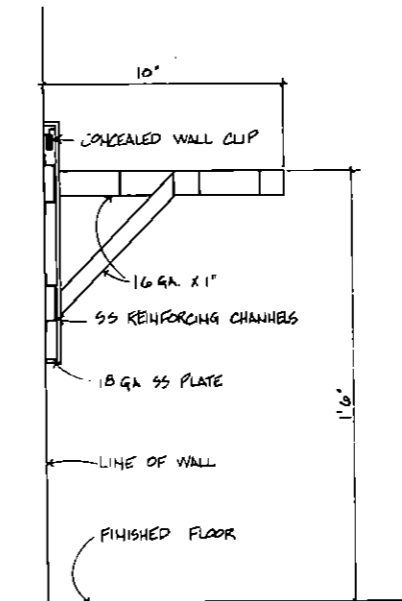 10"
CONCEALED WALL CLIP
16 GA. X 1"
SS REINFORCING CHANNELS
18 GA SS PLATE
1'6"
LINE OF WALL
FINISHED FLOOR